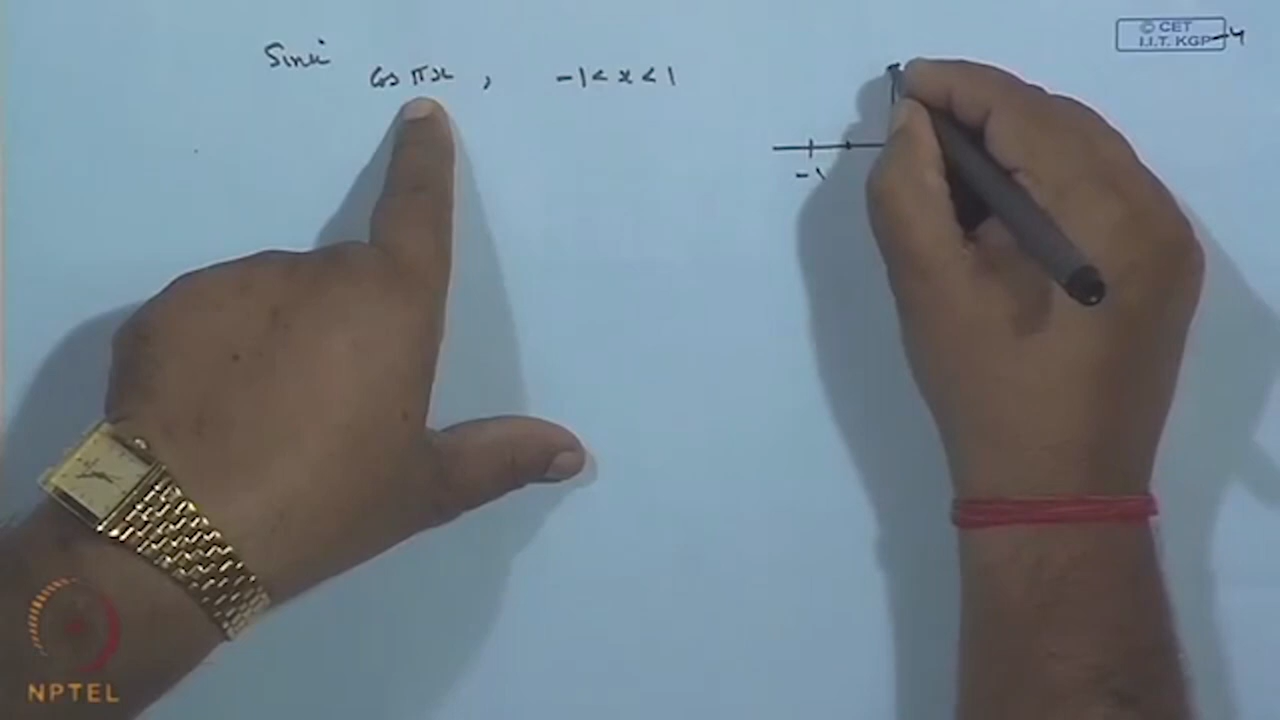 © CET
I.I.T. KGP
Since
cos πx , -1 < x < 1
-1
NPTEL